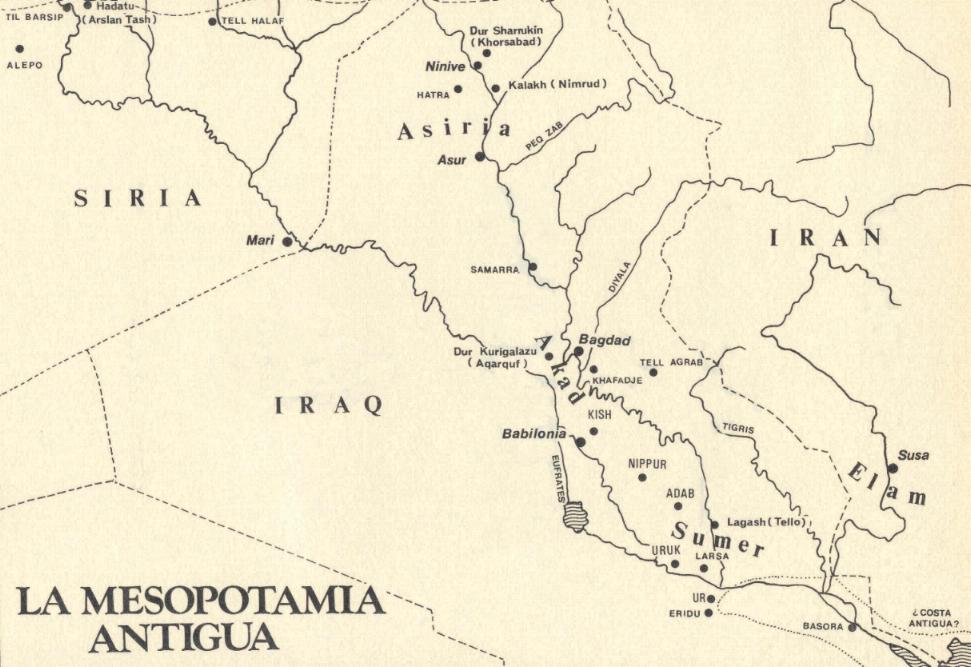 Hadatu
(Arslan Tash)
TIL BARSIP
TELL HALAF
ALEPO
Dur Sharrukin
(Khorsabad)
Ninive
Kalakh (Nimrud)
HATRA
Asiria
PEQ ZAB
Asur
SIRIA
Mari
IRAN
SAMARRA
DIYALA
Akad
Bagdad
Dur Kurigalzu
(Aqarquf)
TELL AGRAB
KHAFADJE
IRAQ
KISH
TIGRIS
Babilonia
Susa
EUFRATES
NIPPUR
Elam
ADAB
Lagash (Tello)
Sumer
URUK
LARSA
LA MESOPOTAMIA
ANTIGUA
UR
ERIDU
BASORA
¿COSTA
ANTIGUA?